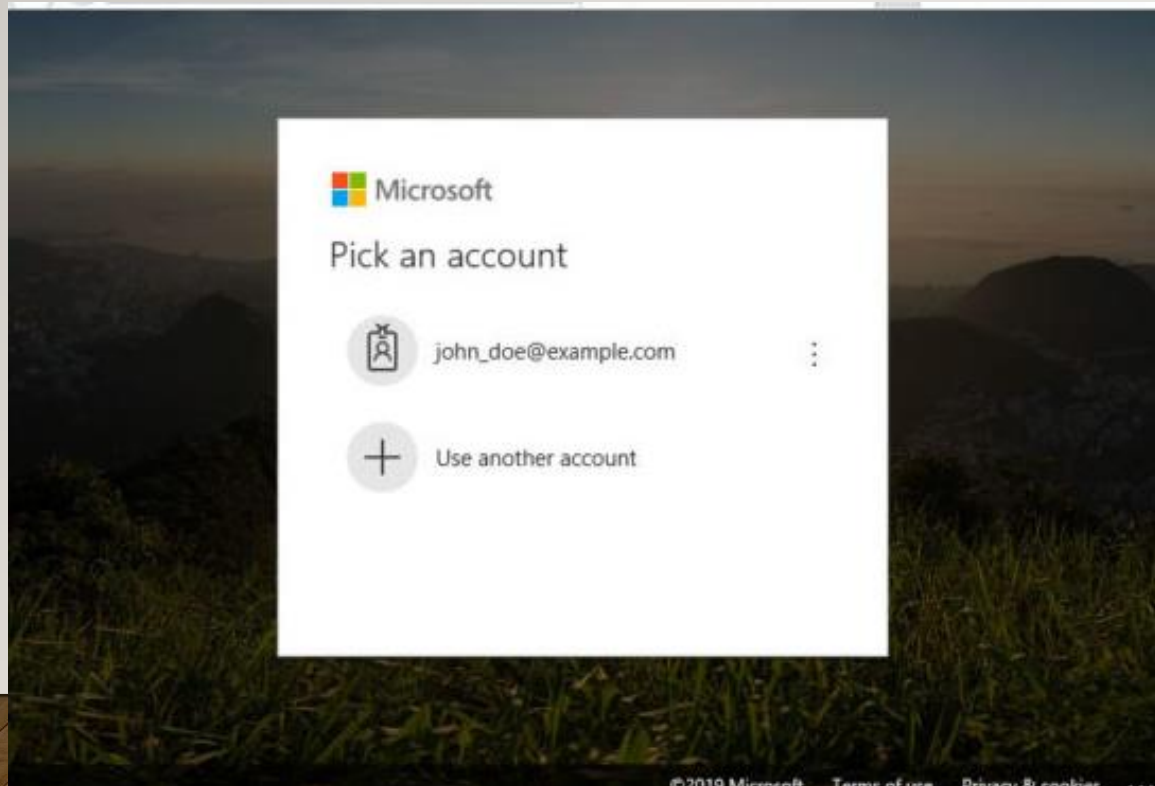 Microsoft
Pick an account
john_doe@example.com
Use another account
©2019 Microsoft Terms of use Privacy & cookies